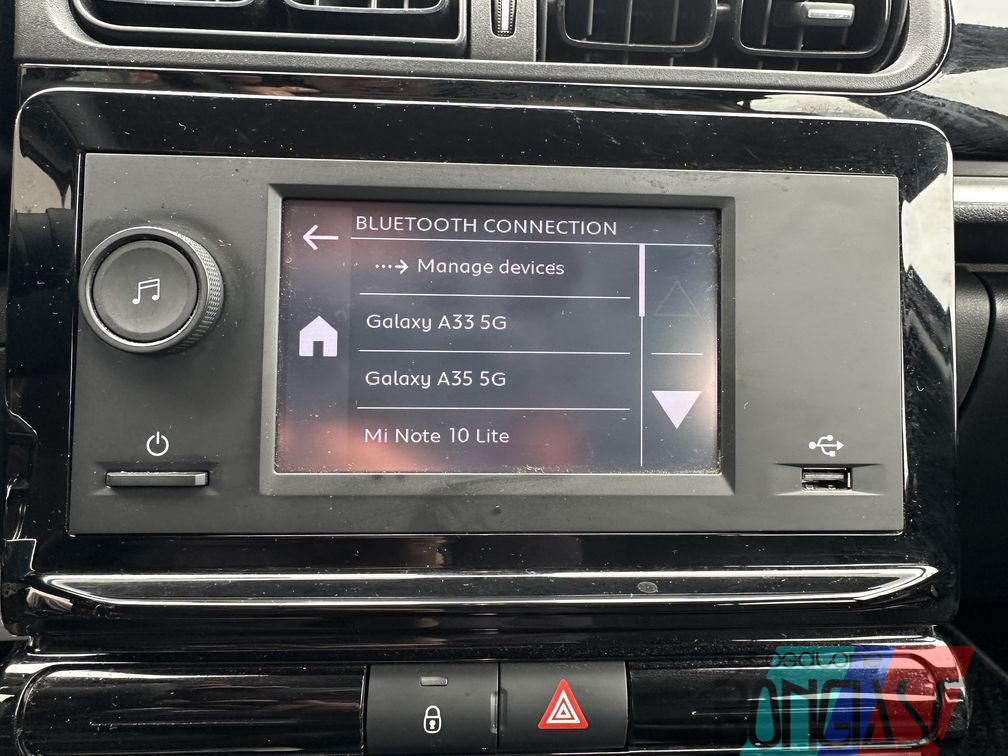 BLUETOOTH CONNECTION
Manage devices
Galaxy A33 5G
Galaxy A35 5G
Mi Note 10 Lite